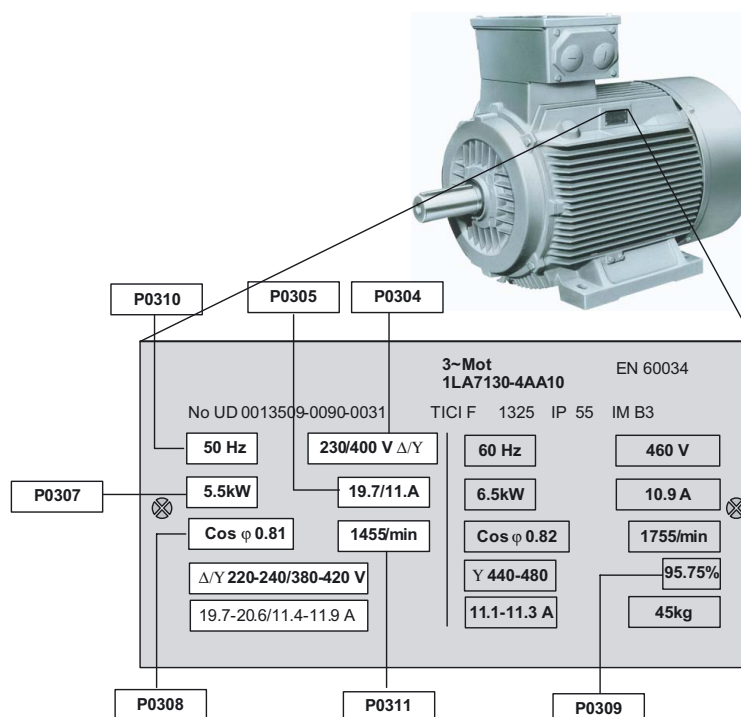 P0310 P0305 P0304
3~Mot
1LA7130-4AA10
EN 60034
No UD 0013509-0090-0031 TICI F 1325 IP 55 IM B3
50 Hz 230/400 V Δ/Y 60 Hz 460 V
P0307 5.5kW 19.7/11.A 6.5kW 10.9 A
Cos φ 0.81 1455/min Cos φ 0.82 1755/min
Δ/Y 220-240/380-420 V Y 440-480 95.75%
19.7-20.6/11.4-11.9 A 11.1-11.3 A 45kg
P0308 P0311 P0309